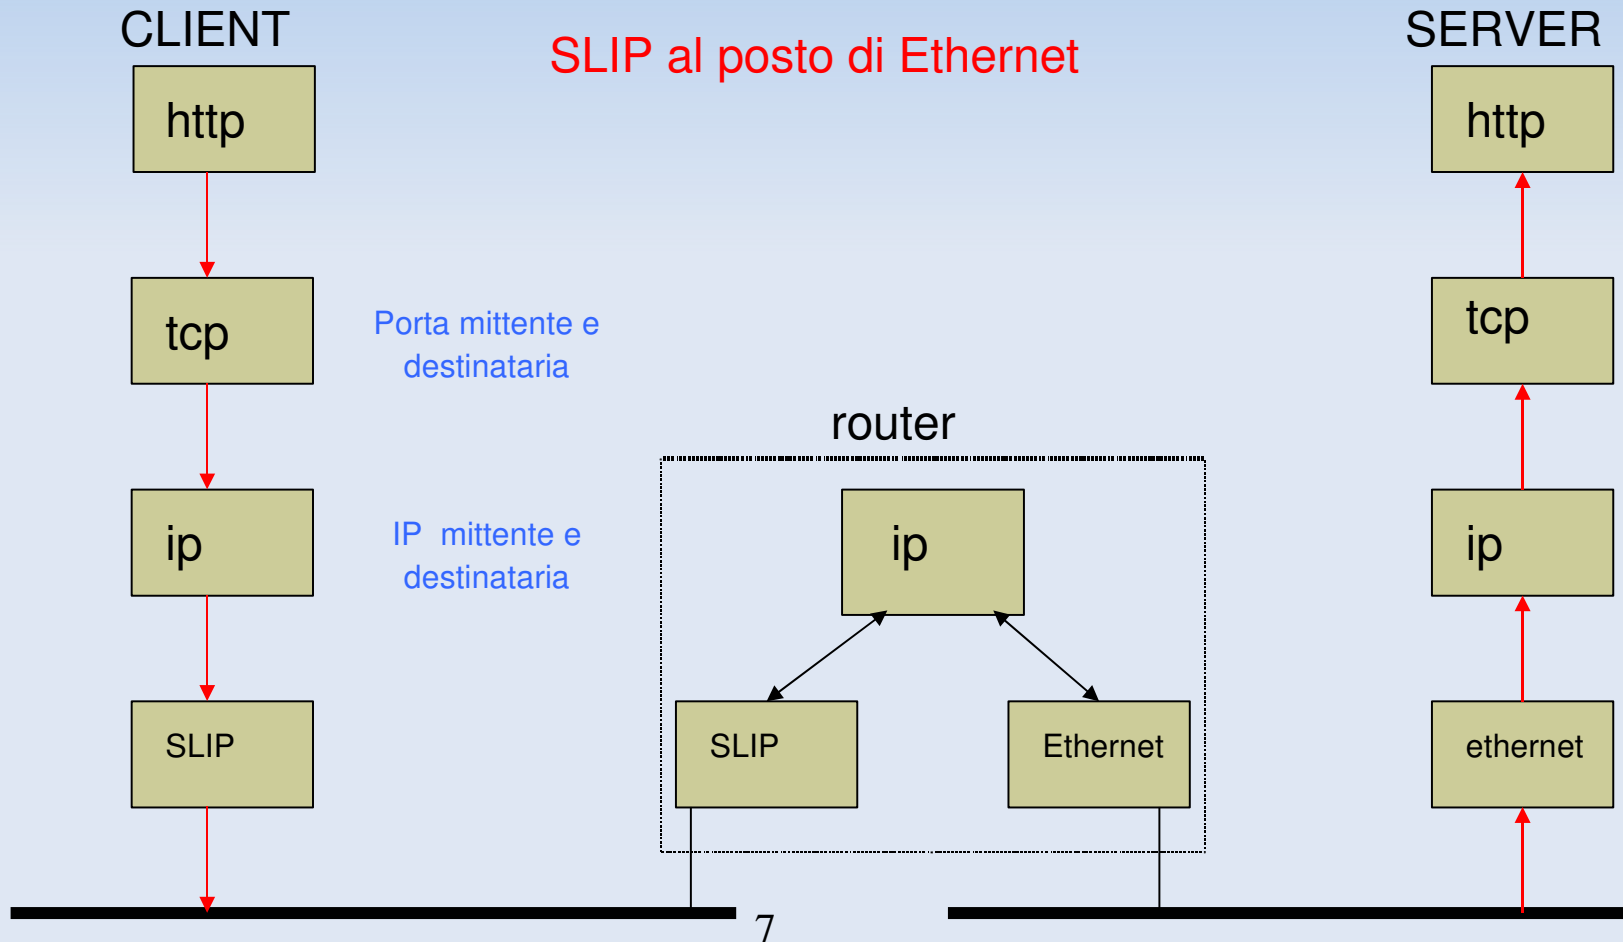 CLIENT
SLIP al posto di Ethernet
SERVER
http
http
tcp
Porta mittente e
destinataria
tcp
router
ip
IP mittente e
destinataria
ip
ip
SLIP
SLIP
Ethernet
ethernet
7